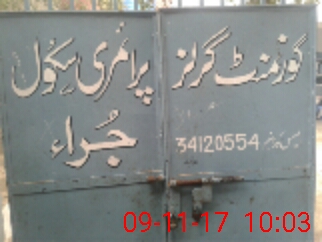 گورنمنٹ گرلز پرائمری سکول
جُراء
34120554
09-11-17 10:03